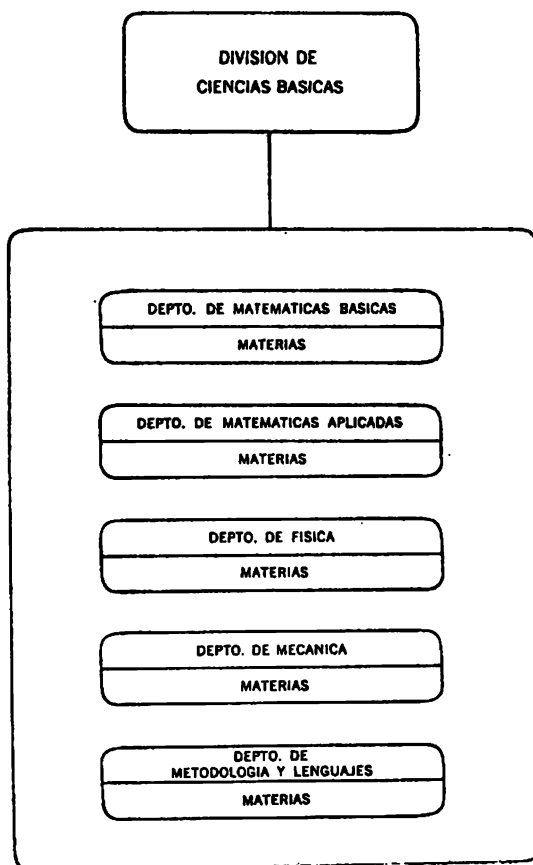 DIVISION DE
CIENCIAS BASICAS
DEPTO. DE MATEMATICAS BASICAS
MATERIAS
DEPTO. DE MATEMATICAS APLICADAS
MATERIAS
DEPTO. DE FISICA
MATERIAS
DEPTO. DE MECANICA
MATERIAS
DEPTO. DE
METODOLOGIA Y LENGUAJES
MATERIAS